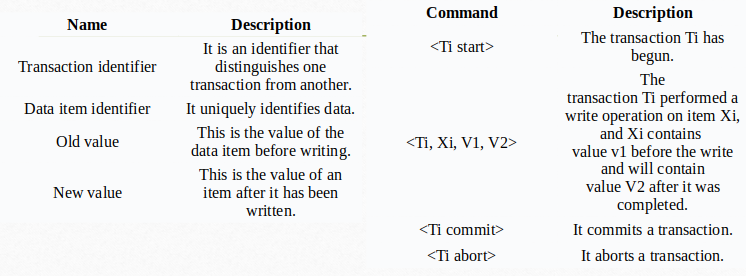 Name Description
Transaction identifier
It is an identifier that
distinguishes one
transaction from another.
Data item identifier It uniquely identifies data.
Old value
This is the value of the
data item before writing.
New value
This is the value of an
item after it has been
written.
Command Description
<Ti start>
The transaction Ti has
begun.
<Ti, Xi, V1, V2>
The
transaction Ti performed a
write operation on item Xi,
and Xi contains
value v1 before the write
and will contain
value V2 after it was
completed.
<Ti commit> It commits a transaction.
<Ti abort> It aborts a transaction.